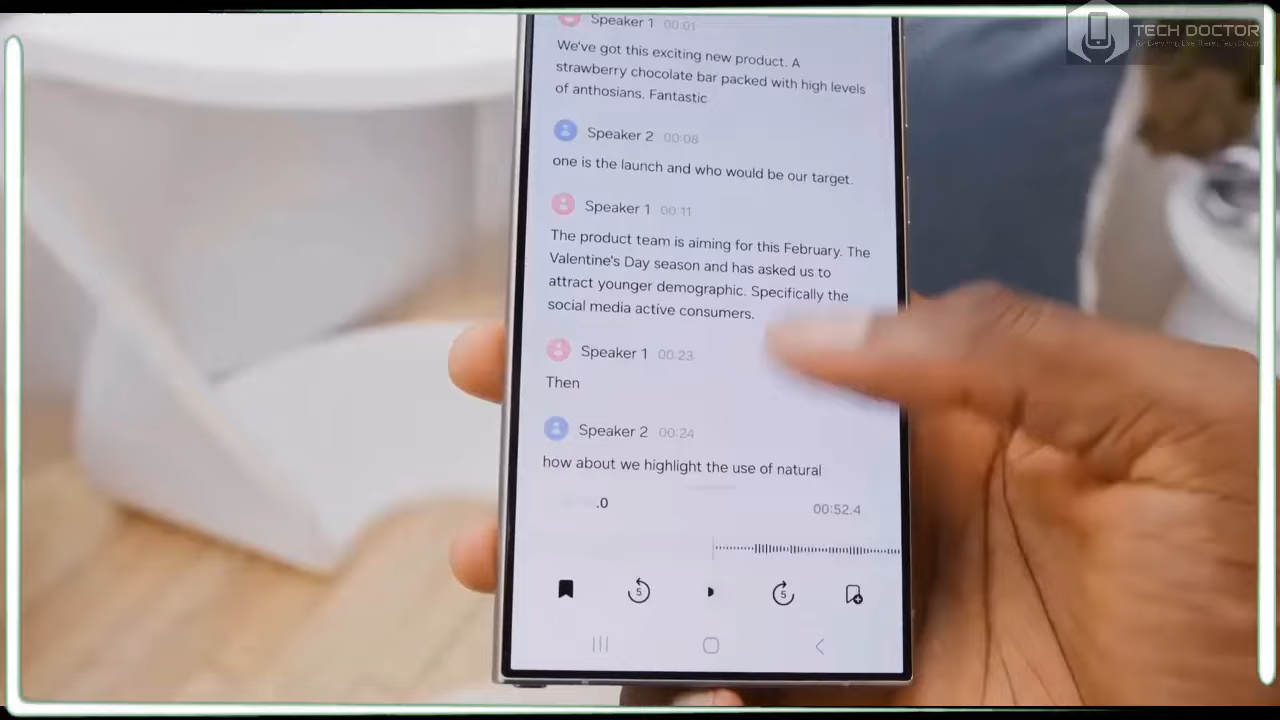 TECH DOCTOR
Speaker 1 00:01
We've got this exciting new product. A
strawberry chocolate bar packed with high levels
of anthosians. Fantastic
Speaker 2 00:08
one is the launch and who would be our target.
Speaker 1 00:11
The product team is aiming for this February. The
Valentine's Day season and has asked us to
attract younger demographic. Specifically the
social media active consumers.
Speaker 1 00:23
Then
Speaker 2 00:24
how about we highlight the use of natural
.0
00:52.4
5
5